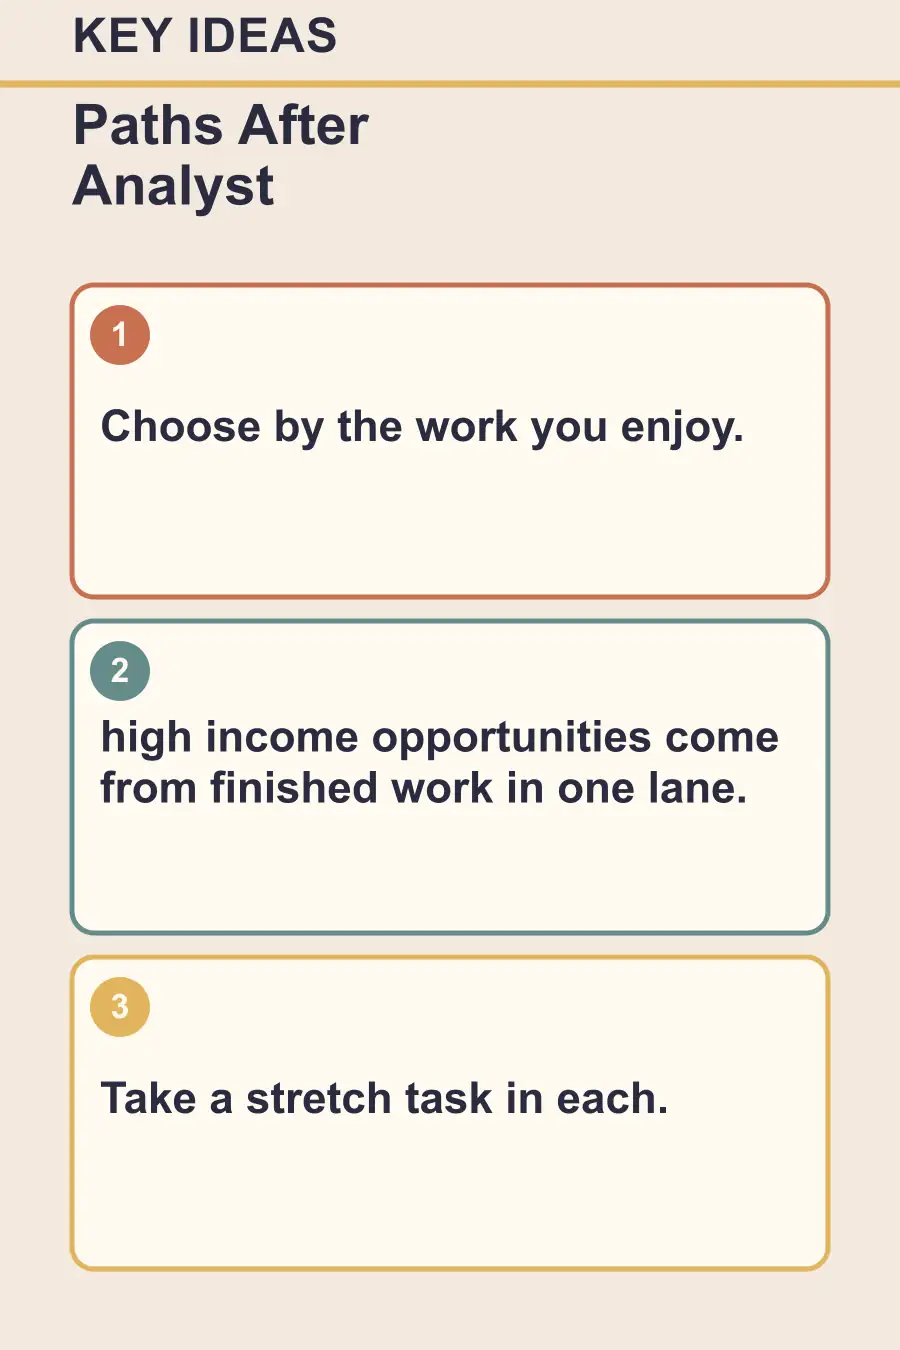 KEY IDEAS
Paths After
Analyst
1
Choose by the work you enjoy.
2
high income opportunities come
from finished work in one lane.
3
Take a stretch task in each.